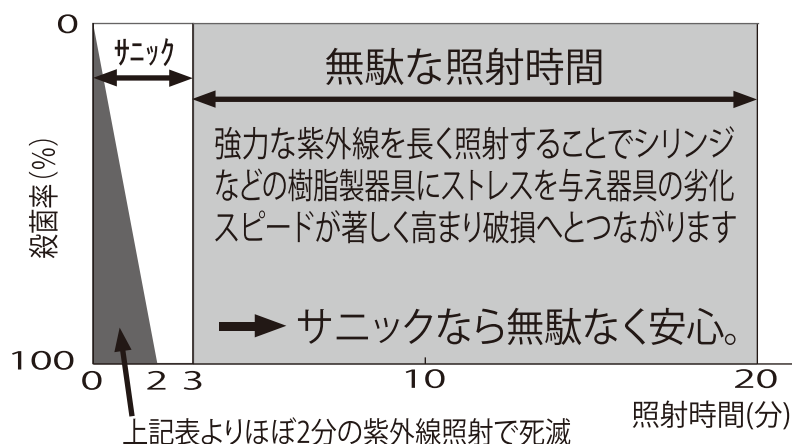 0
サニック
無駄な照射時間
強力な紫外線を長く照射することでシリンジ
などの樹脂製器具にストレスを与え器具の劣化
スピードが著しく高まり破損へとつながります
殺菌率(%)
サニックなら無駄なく安心。
100
0 2 3 10 20
照射時間(分)
上記表よりほぼ2分の紫外線照射で死滅